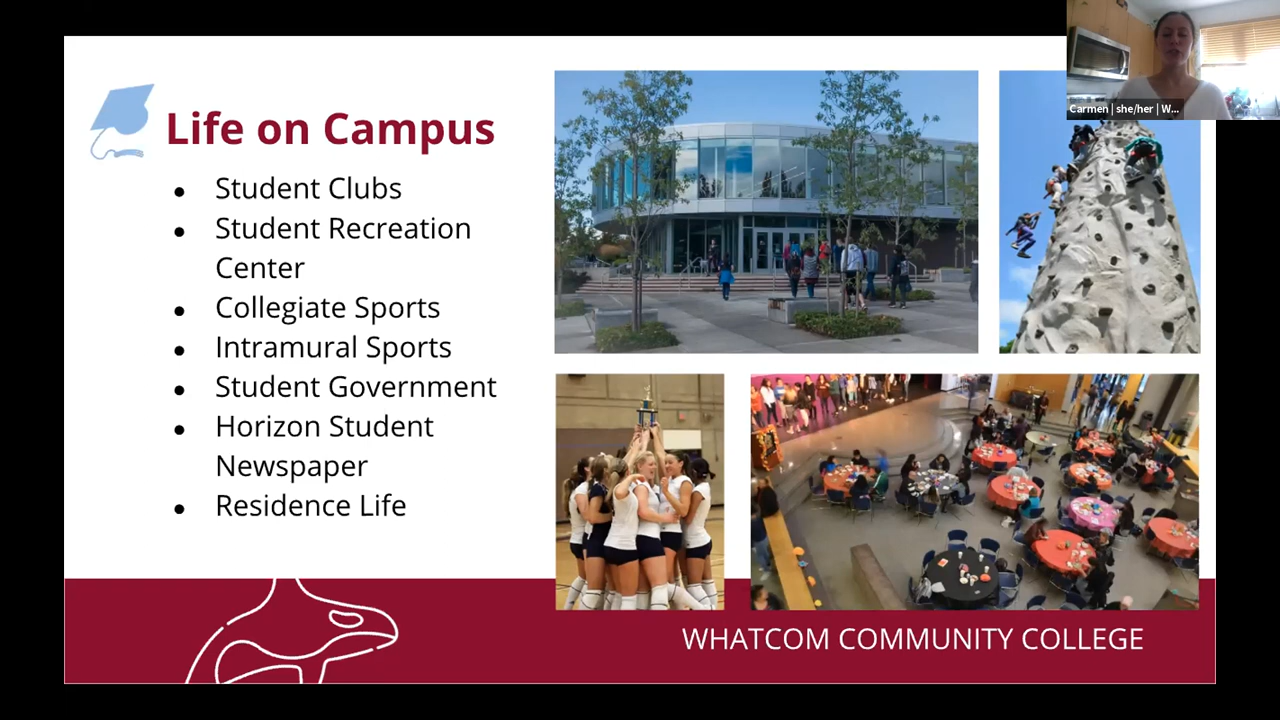 Carmen | she/her | W...
Life on Campus
● Student Clubs
● Student Recreation
Center
● Collegiate Sports
● Intramural Sports
● Student Government
● Horizon Student
Newspaper
● Residence Life
WHATCOM COMMUNITY COLLEGE